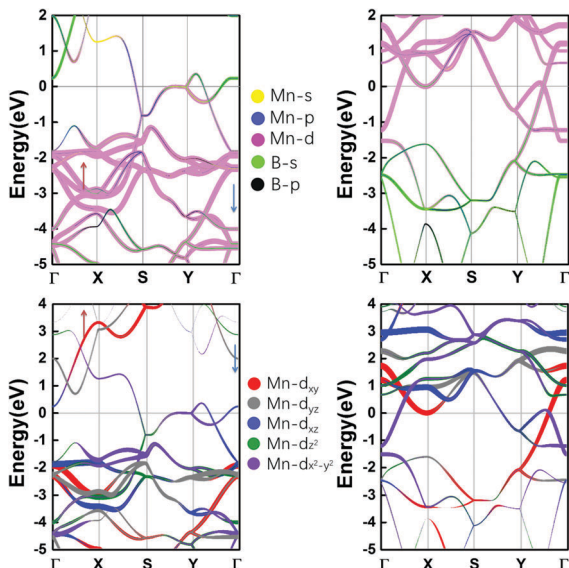 Energy(eV)
2
1
0
-1
-2
-3
-4
-5
Γ X S Y Γ
Mn-s
Mn-p
Mn-d
B-s
B-p
Energy(eV)
2
1
0
-1
-2
-3
-4
-5
Γ X S Y Γ
Energy(eV)
4
3
2
1
0
-1
-2
-3
-4
-5
Γ X S Y Γ
Mn-dxy
Mn-dyz
Mn-dxz
Mn-dz²
Mn-dx²-y²
Energy(eV)
4
3
2
1
0
-1
-2
-3
-4
-5
Γ X S Y Γ